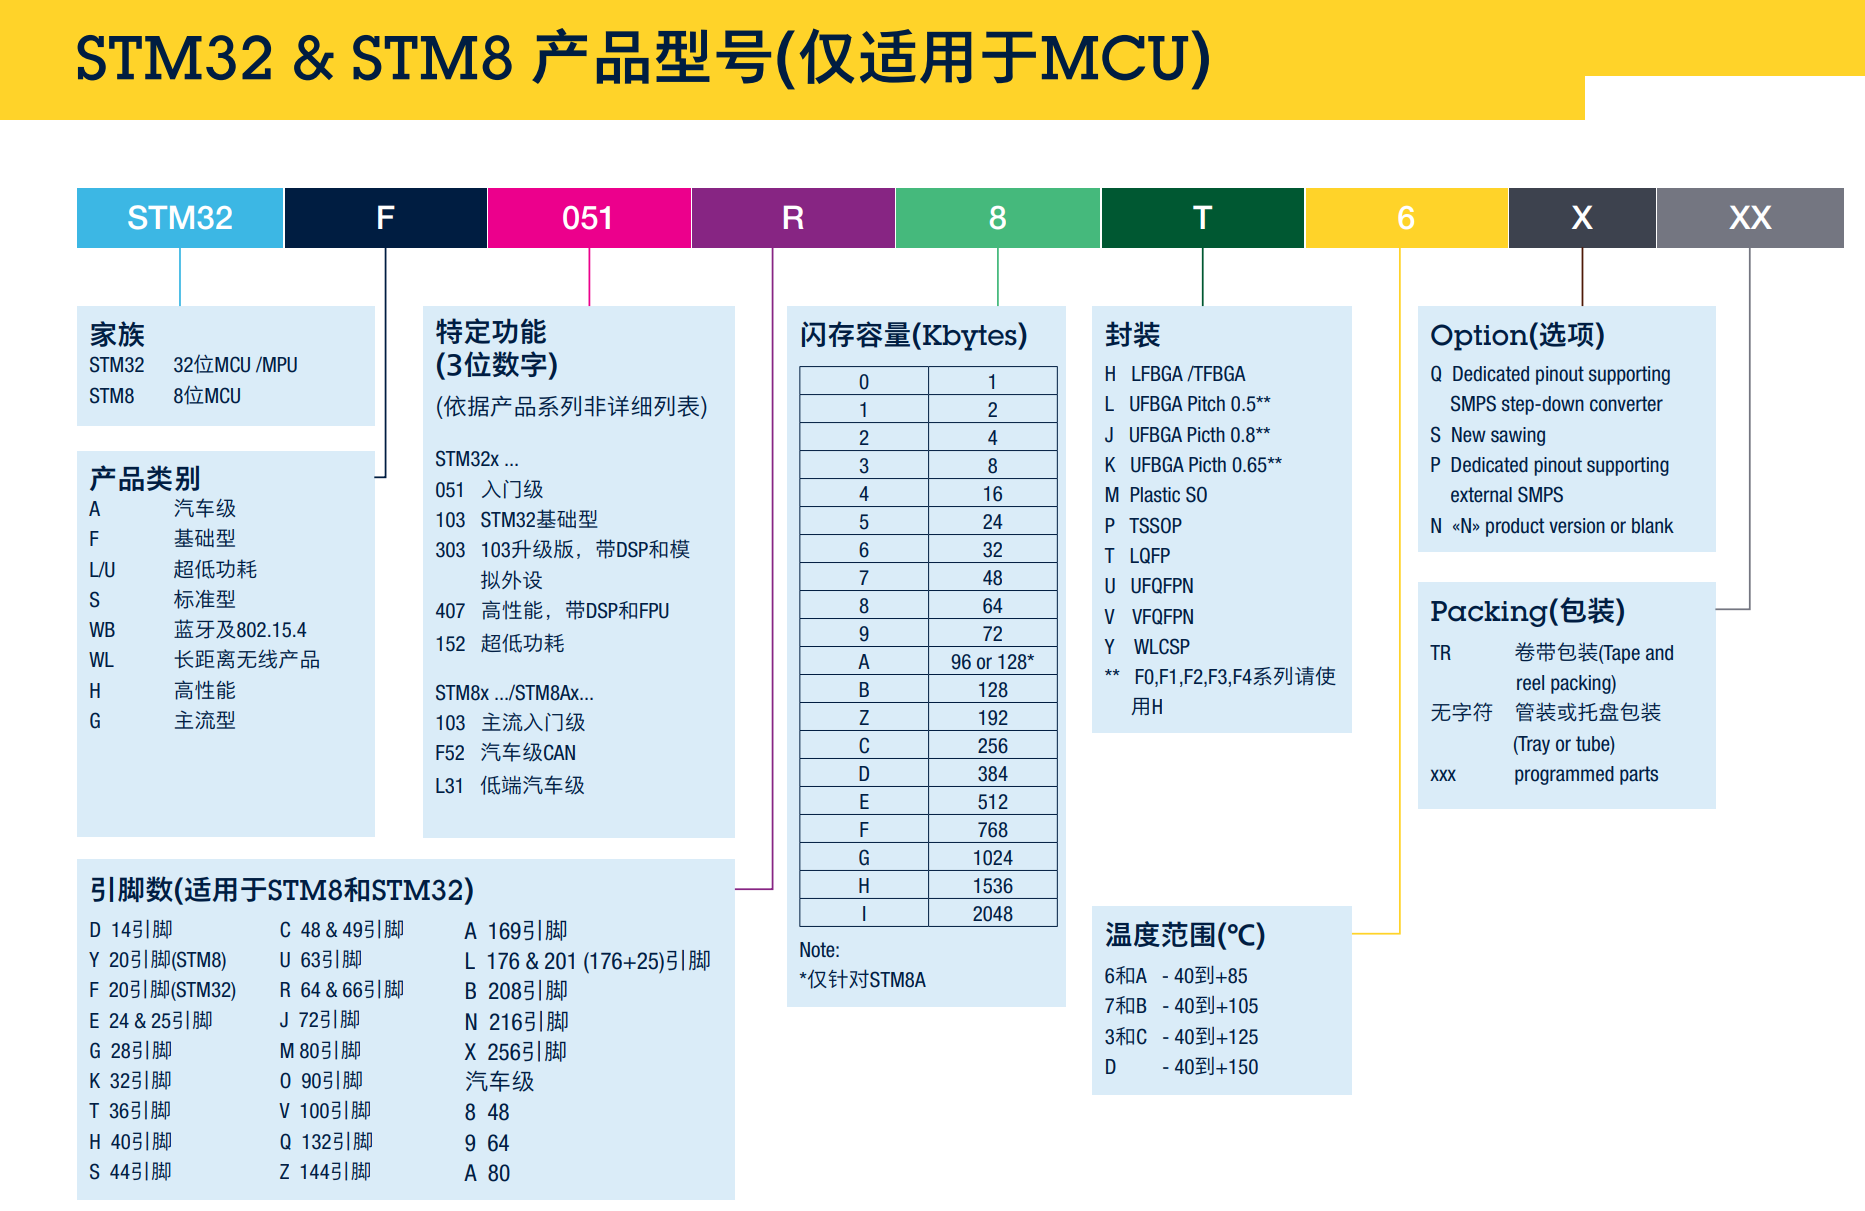 STM32 & STM8 产品型号(仅适用于MCU)
STM32 F 051 R 8 T 6 X XX
家族
STM32 32位MCU /MPU
STM8 8位MCU
产品类别
A 汽车级
F 基础型
L/U 超低功耗
S 标准型
WB 蓝牙及802.15.4
WL 长距离无线产品
H 高性能
G 主流型
特定功能
(3位数字)
(依据产品系列非详细列表)
STM32x ...
051 入门级
103 STM32基础型
303 103升级版，带DSP和模
拟外设
407 高性能，带DSP和FPU
152 超低功耗
STM8x .../STM8Ax...
103 主流入门级
F52 汽车级CAN
L31 低端汽车级
引脚数(适用于STM8和STM32)
D 14引脚
Y 20引脚(STM8)
F 20引脚(STM32)
E 24 & 25引脚
G 28引脚
K 32引脚
T 36引脚
H 40引脚
S 44引脚
C 48 & 49引脚
U 63引脚
R 64 & 66引脚
J 72引脚
M 80引脚
O 90引脚
V 100引脚
Q 132引脚
Z 144引脚
A 169引脚
L 176 & 201 (176+25)引脚
B 208引脚
N 216引脚
X 256引脚
汽车级
8 48
9 64
A 80
闪存容量(Kbytes)
0 1
1 2
2 4
3 8
4 16
5 24
6 32
7 48
8 64
9 72
A 96 or 128*
B 128
Z 192
C 256
D 384
E 512
F 768
G 1024
H 1536
I 2048
Note:
*仅针对STM8A
封装
H LFBGA /TFBGA
L UFBGA Pitch 0.5**
J UFBGA Picth 0.8**
K UFBGA Picth 0.65**
M Plastic SO
P TSSOP
T LQFP
U UFQFPN
V VFQFPN
Y WLCSP
** F0,F1,F2,F3,F4系列请使
用H
温度范围(℃)
6和A - 40到+85
7和B - 40到+105
3和C - 40到+125
D - 40到+150
Option(选项)
Q Dedicated pinout supporting
SMPS step-down converter
S New sawing
P Dedicated pinout supporting
external SMPS
N «N» product version or blank
Packing(包装)
TR 卷带包装(Tape and
reel packing)
无字符 管装或托盘包装
(Tray or tube)
xxx programmed parts